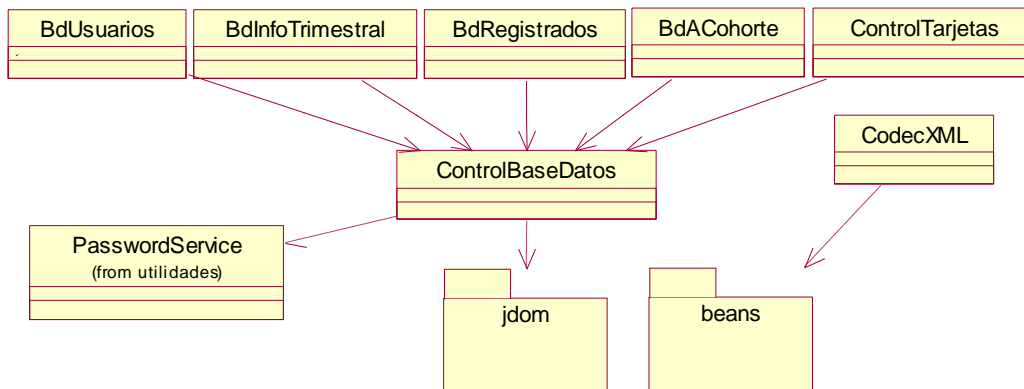 BdUsuarios
BdInfoTrimestral
BdRegistrados
BdACohorte
ControlTarjetas
CodecXML
ControlBaseDatos
PasswordService
(from utilidades)
jdom
beans